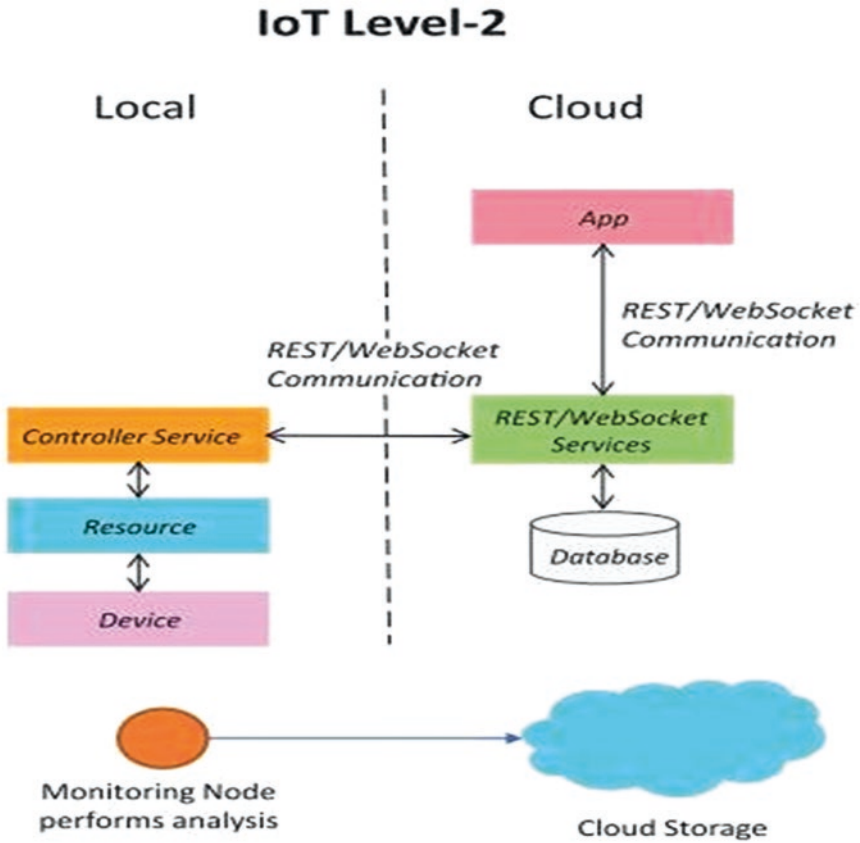 IoT Level-2
Local
Cloud
App
REST/WebSocket
Communication
REST/WebSocket
Communication
Controller Service
REST/WebSocket
Services
Resource
Database
Device
Monitoring Node
performs analysis
Cloud Storage